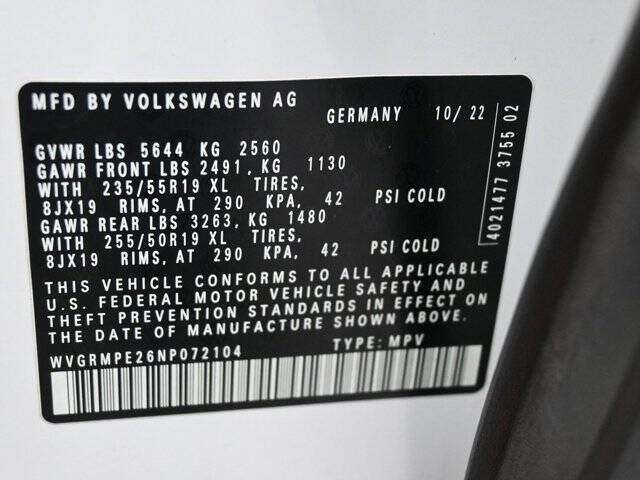 MFD BY VOLKSWAGEN AG
GERMANY 10/ 22
GVWR LBS 5644 KG 2560
GAWR FRONT LBS 2491, KG 1130
WITH 235/55R19 XL TIRES,
8JX19 RIMS, AT 290 KPA, 42 PSI COLD
GAWR REAR LBS 3263, KG 1480
WITH 255/50R19 XL TIRES,
8JX19 RIMS, AT 290 KPA, 42 PSI COLD
THIS VEHICLE CONFORMS TO ALL APPLICABLE
U.S. FEDERAL MOTOR VEHICLE SAFETY AND
THEFT PREVENTION STANDARDS IN EFFECT ON
THE DATE OF MANUFACTURE SHOWN ABOVE.
WVGRMPE26NP072104 TYPE: MPV
4021477 3755 02